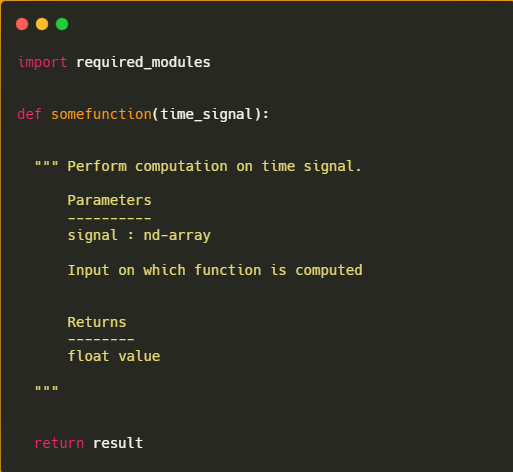 import required_modules
def somefunction(time_signal):
""" Perform computation on time signal.
Parameters
----------
signal : nd-array
Input on which function is computed
Returns
--------
float value
"""
return result